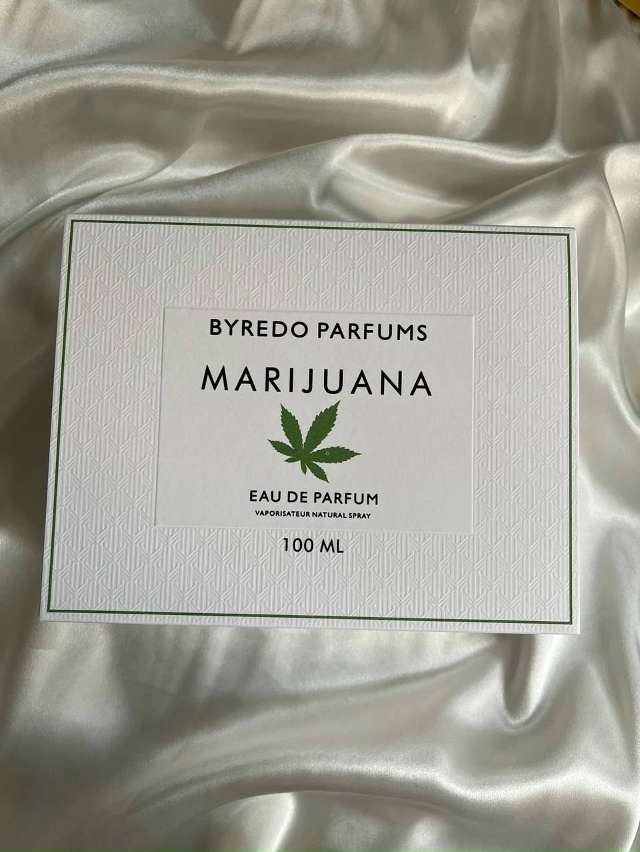 BYREDO PARFUMS
MARIJUANA
EAU DE PARFUM
VAPORISATEUR NATURAL SPRAY
100 ML